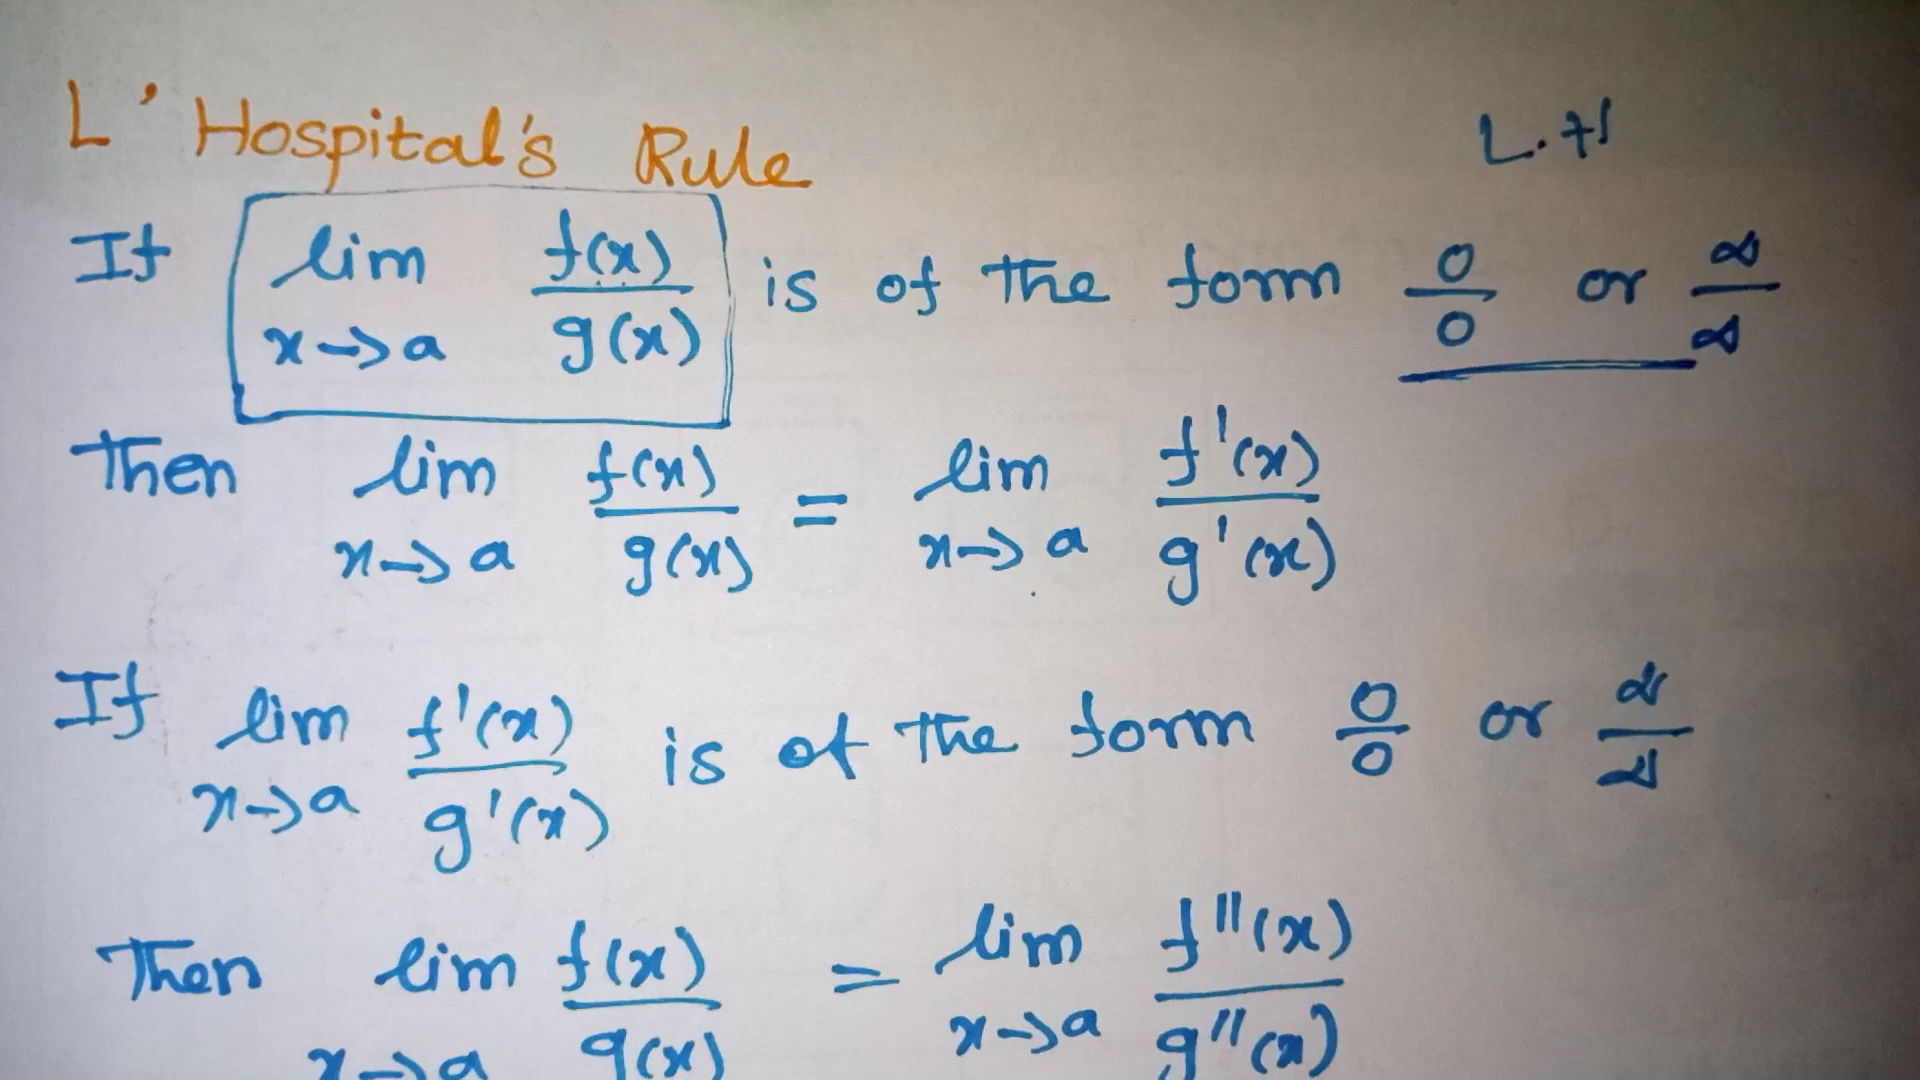 L'Hospital's Rule L.H
If lim x→a f(x)/g(x) is of the form 0/0 or ∞/∞
Then lim x→a f(x)/g(x) = lim x→a f'(x)/g'(x)
If lim x→a f'(x)/g'(x) is of the form 0/0 or ∞/∞
Then lim x→a f(x)/g(x) = lim x→a f''(x)/g''(x)